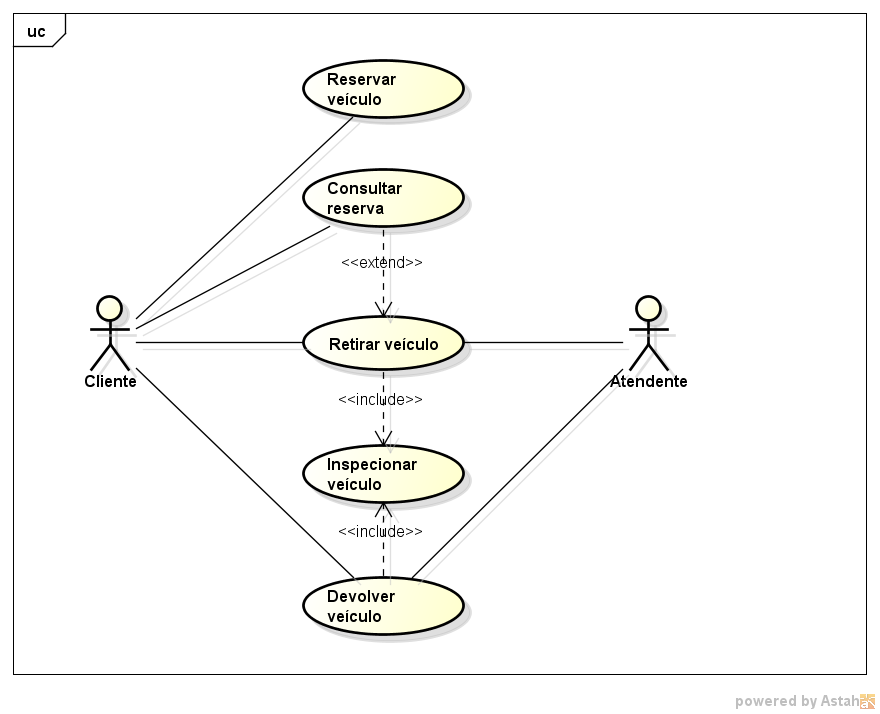 uc
Reservar
veículo
Consultar
reserva
<<extend>>
Retirar veículo
Cliente
Atendente
<<include>>
Inspecionar
veículo
<<include>>
Devolver
veículo
powered by Astah